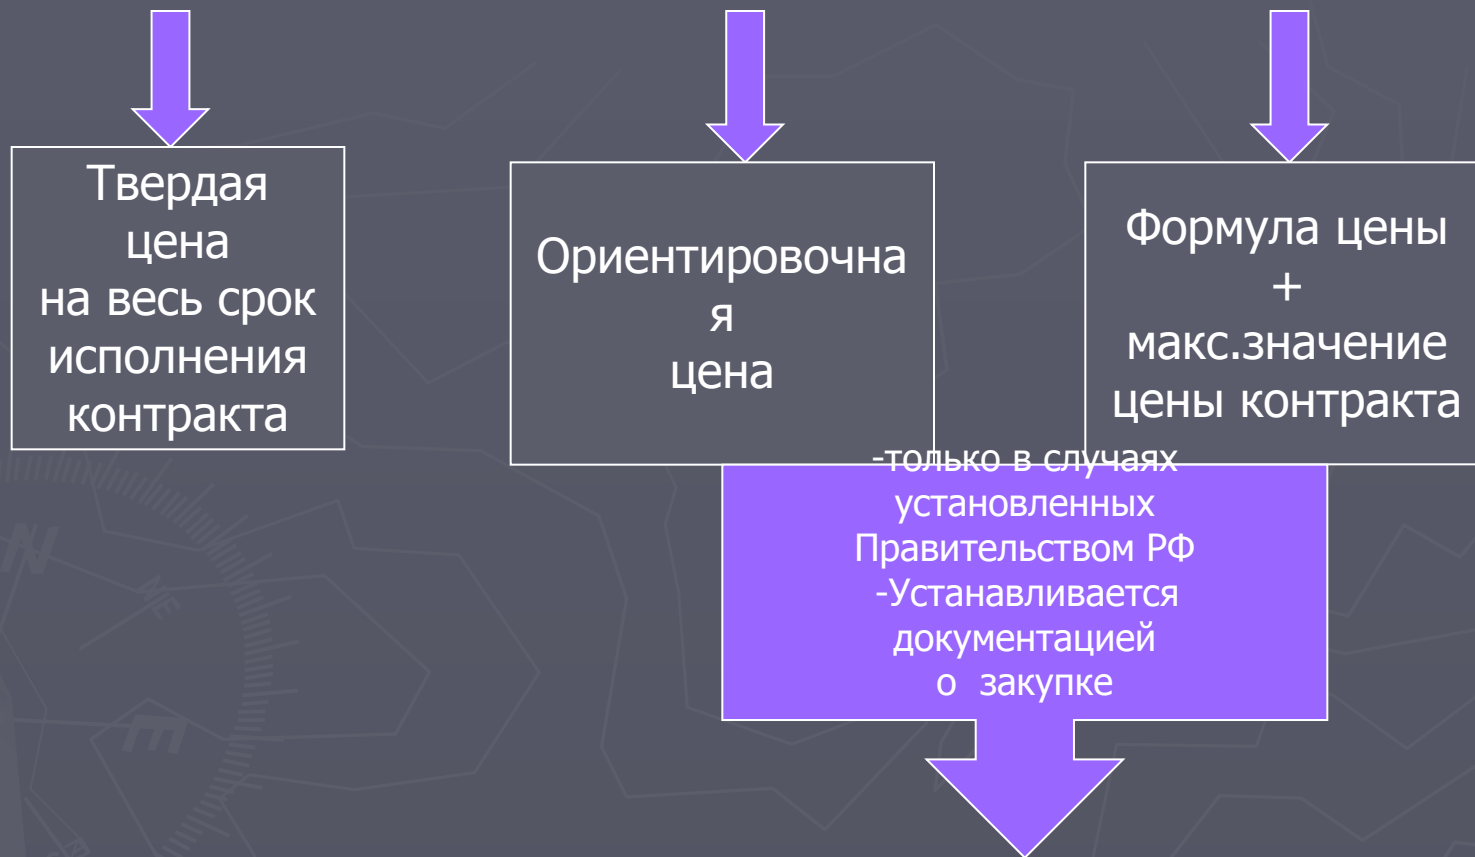 Твердая
цена
на весь срок
исполнения
контракта
Ориентировочна
я
цена
Формула цены
+
макс.значение
цены контракта
-только в случаях
установленных
Правительством РФ
-Устанавливается
документацией
о закупке
N
NE
E